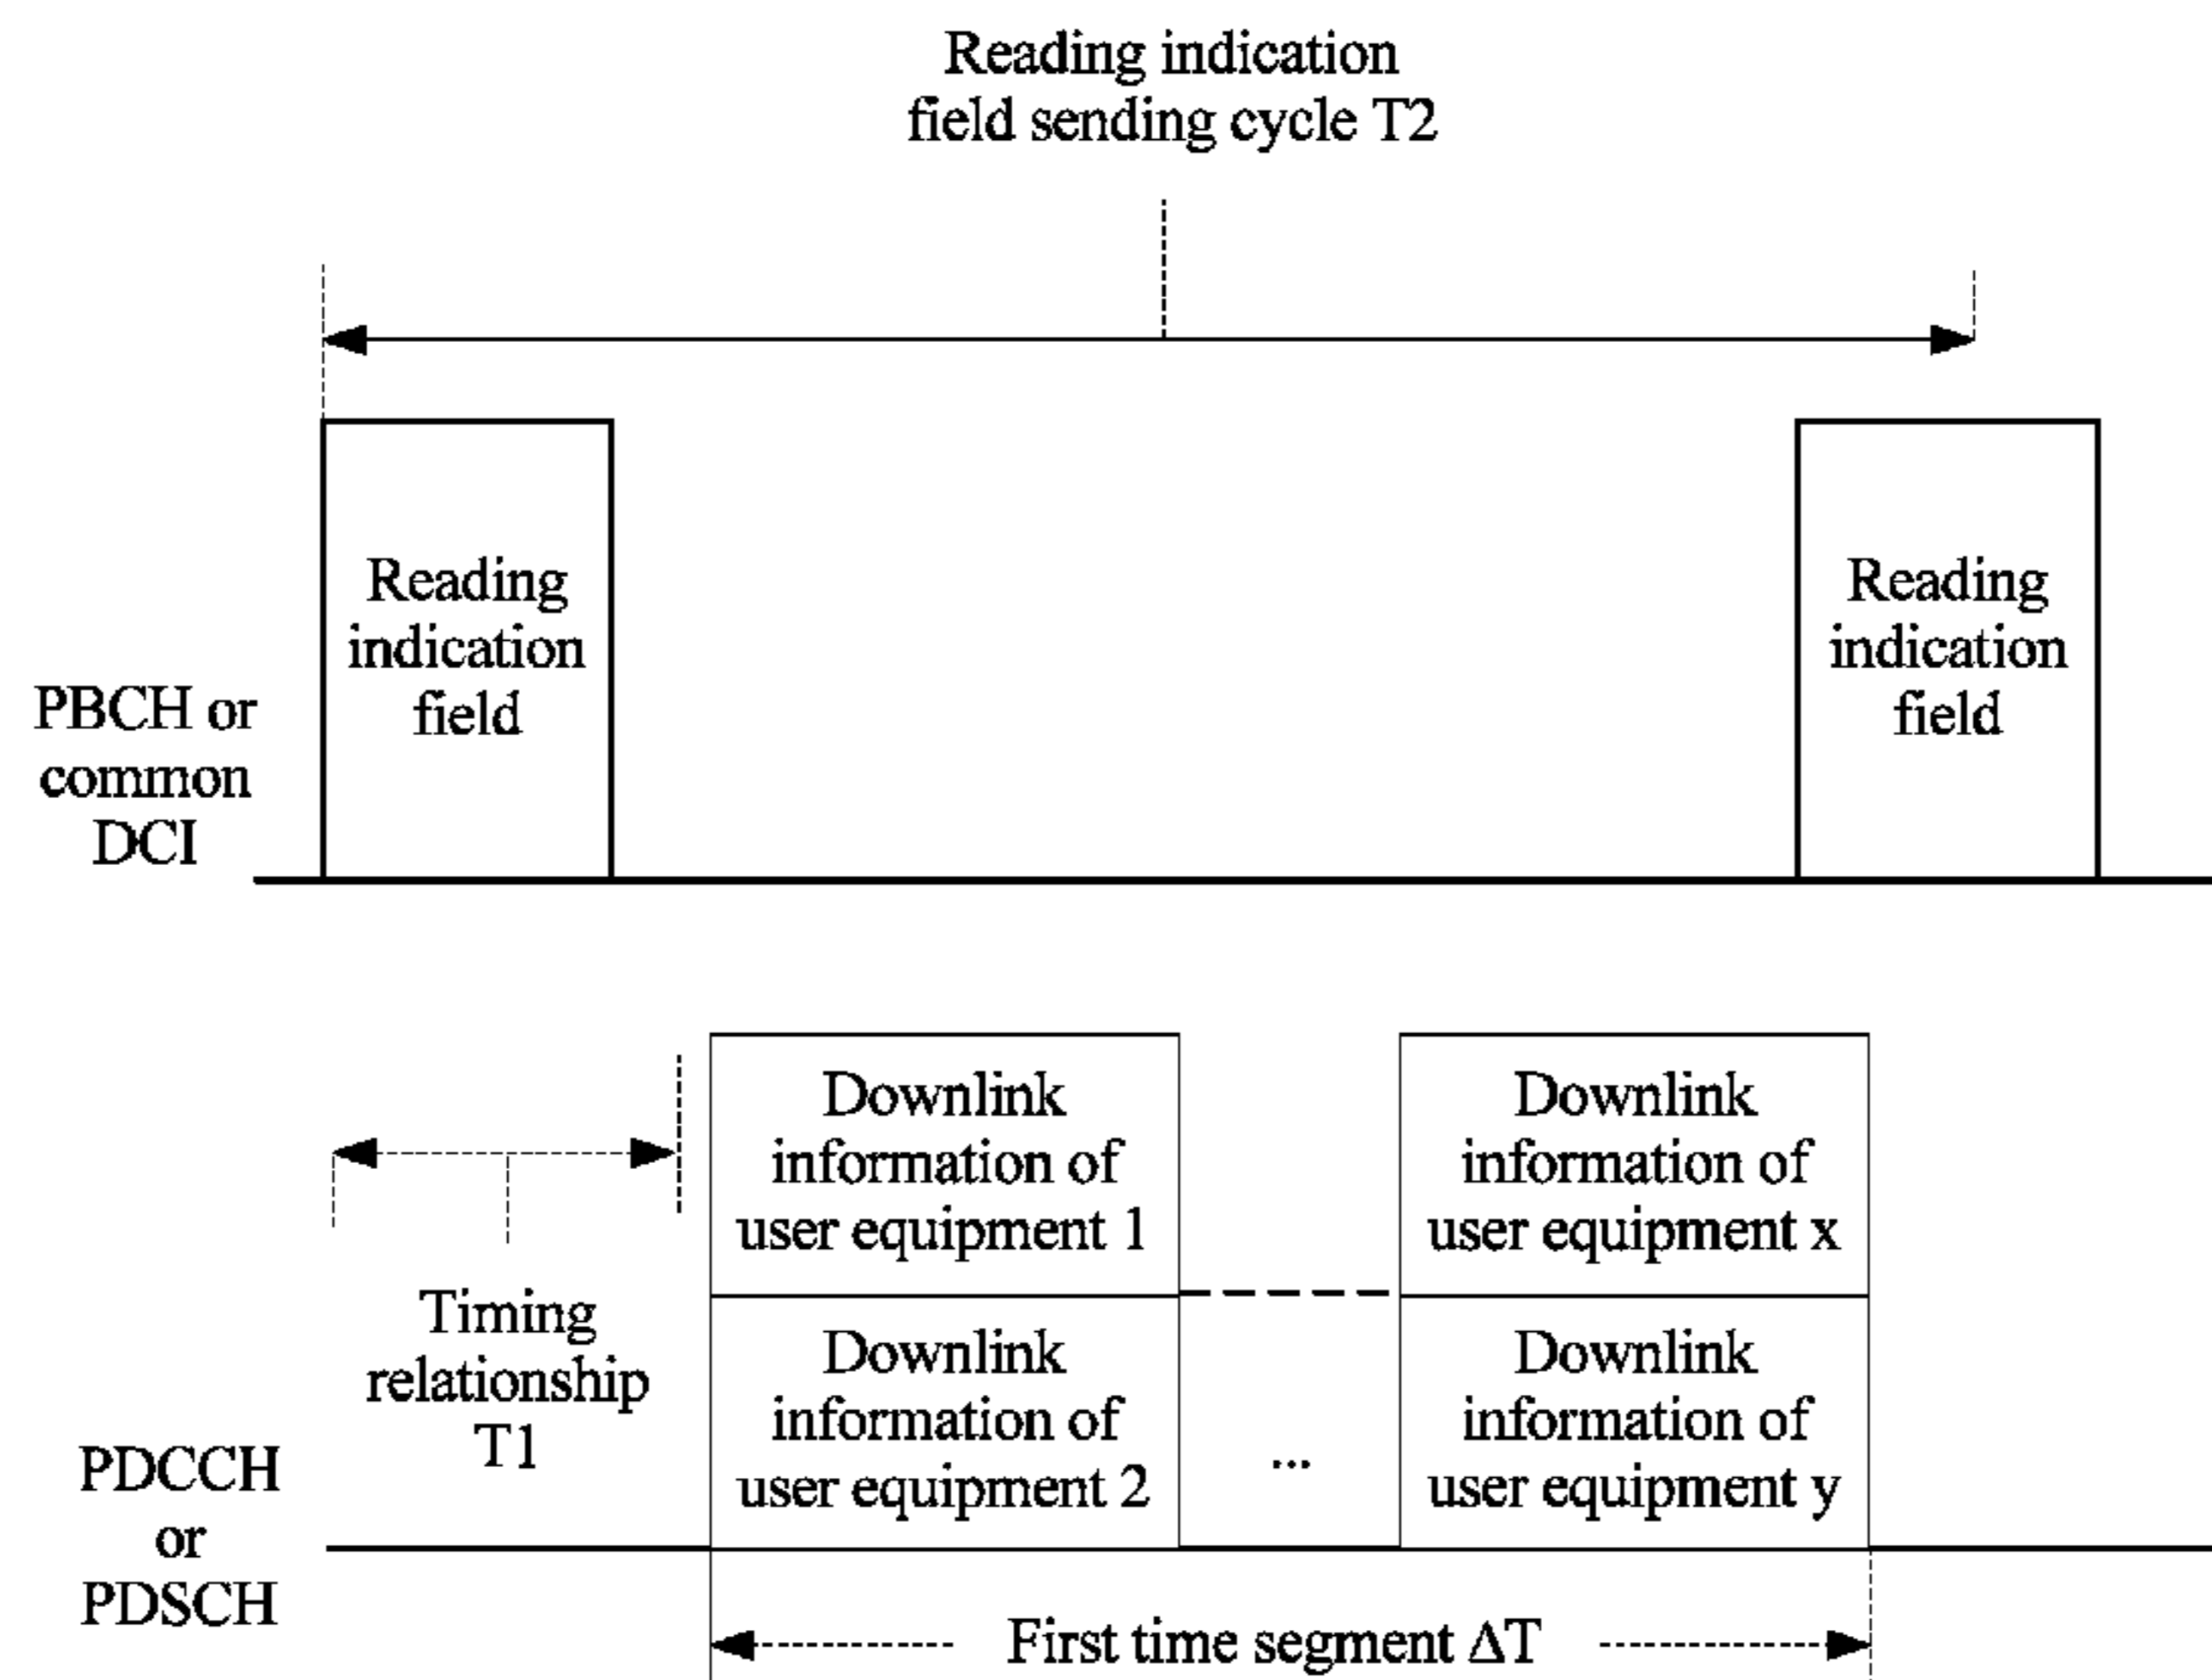 Reading indication
field sending cycle T2
Reading
indication
field
Reading
indication
field
PBCH or
common
DCI
Downlink
information of
user equipment 1
Downlink
information of
user equipment x
Timing
relationship
T1
Downlink
information of
user equipment 2
...
Downlink
information of
user equipment y
PDCCH
or
PDSCH
First time segment ΔT